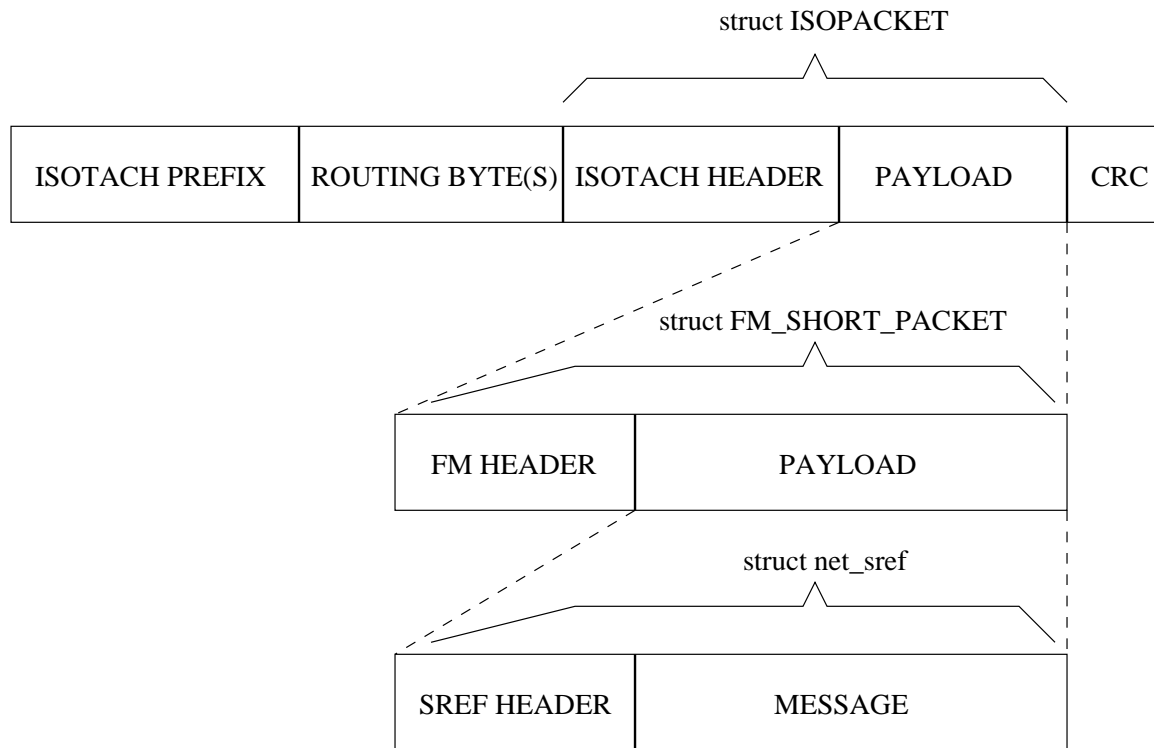 struct ISOPACKET
ISOTACH PREFIX ROUTING BYTE(S) ISOTACH HEADER PAYLOAD CRC
struct FM_SHORT_PACKET
FM HEADER PAYLOAD
struct net_sref
SREF HEADER MESSAGE